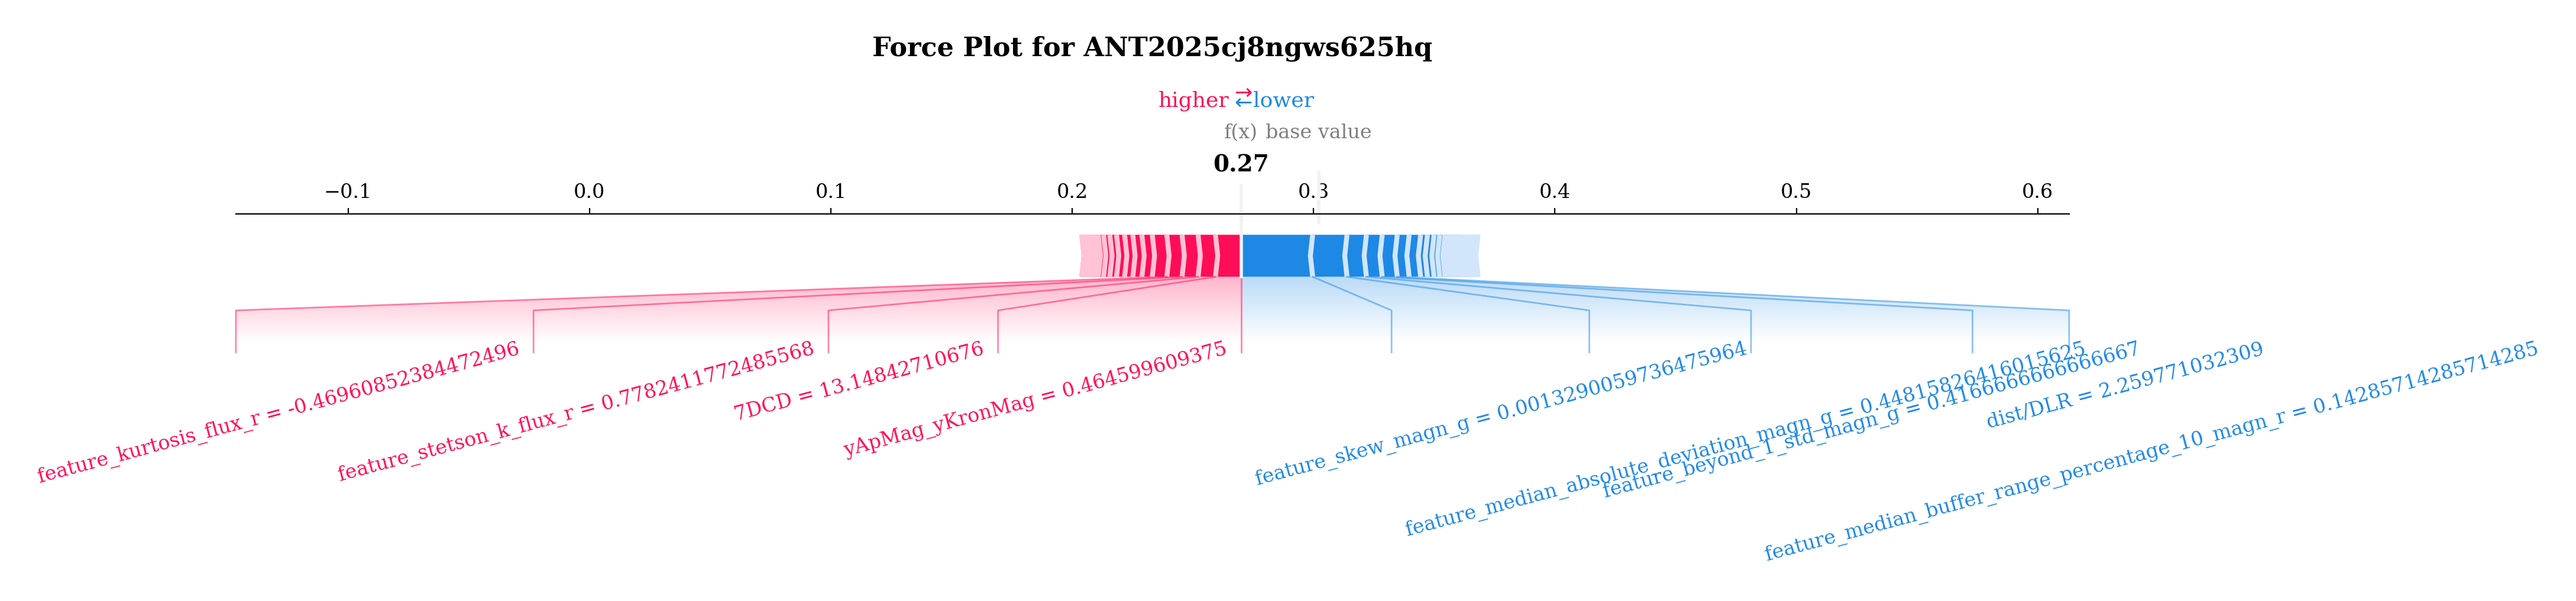 Force Plot for ANT2025cj8ngws625hq
higher ⇄ lower
f(x) base value
0.27
−0.1 0.0 0.1 0.2 0.3 0.4 0.5 0.6
feature_kurtosis_flux_r = -0.469608522384472496
feature_stetson_k_flux_r = 0.7782411772485568
7DCD = 13.14842710676
yApMag_yKronMag = 0.464599609375
feature_skew_magn_g = 0.0013290059736475964
feature_median_absolute_deviation_magn_g = 0.44815826416015625
feature_beyond_1_std_magn_g = 0.4166666666666667
dist/DLR = 2.259771032309
feature_median_buffer_range_percentage_10_magn_r = 0.14285714285714285